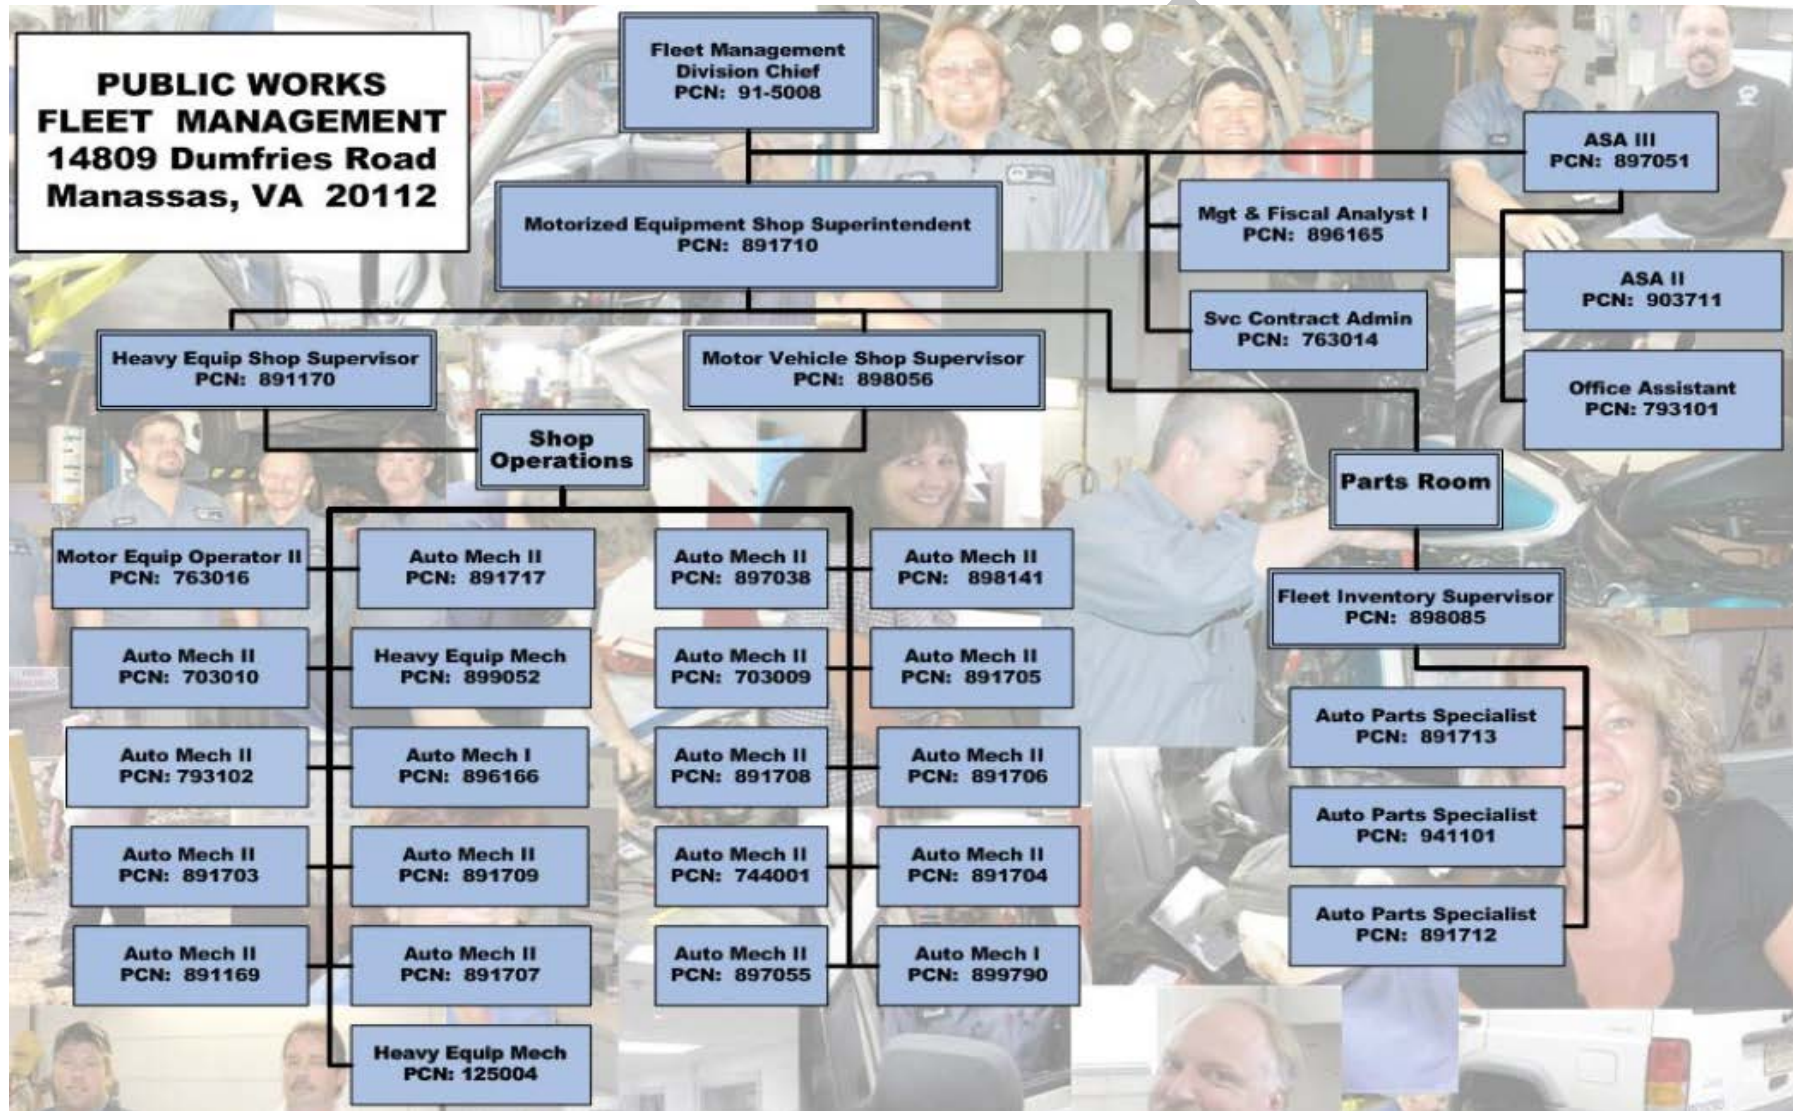 PUBLIC WORKS
FLEET MANAGEMENT
14809 Dumfries Road
Manassas, VA 20112
Fleet Management
Division Chief
PCN: 91-5008
ASA III
PCN: 897051
Motorized Equipment Shop Superintendent
PCN: 891710
Mgt & Fiscal Analyst I
PCN: 896165
Svc Contract Admin
PCN: 763014
ASA II
PCN: 903711
Office Assistant
PCN: 793101
Heavy Equip Shop Supervisor
PCN: 891170
Motor Vehicle Shop Supervisor
PCN: 898056
Shop
Operations
Parts Room
Motor Equip Operator II
PCN: 763016
Auto Mech II
PCN: 891717
Auto Mech II
PCN: 897038
Auto Mech II
PCN: 898141
Auto Mech II
PCN: 703010
Heavy Equip Mech
PCN: 899052
Auto Mech II
PCN: 703009
Auto Mech II
PCN: 891705
Auto Mech II
PCN: 793102
Auto Mech I
PCN: 896166
Auto Mech II
PCN: 891708
Auto Mech II
PCN: 891706
Auto Mech II
PCN: 891703
Auto Mech II
PCN: 891709
Auto Mech II
PCN: 744001
Auto Mech II
PCN: 891704
Auto Mech II
PCN: 891169
Auto Mech II
PCN: 891707
Auto Mech II
PCN: 897055
Auto Mech I
PCN: 899790
Heavy Equip Mech
PCN: 125004
Fleet Inventory Supervisor
PCN: 898085
Auto Parts Specialist
PCN: 891713
Auto Parts Specialist
PCN: 941101
Auto Parts Specialist
PCN: 891712